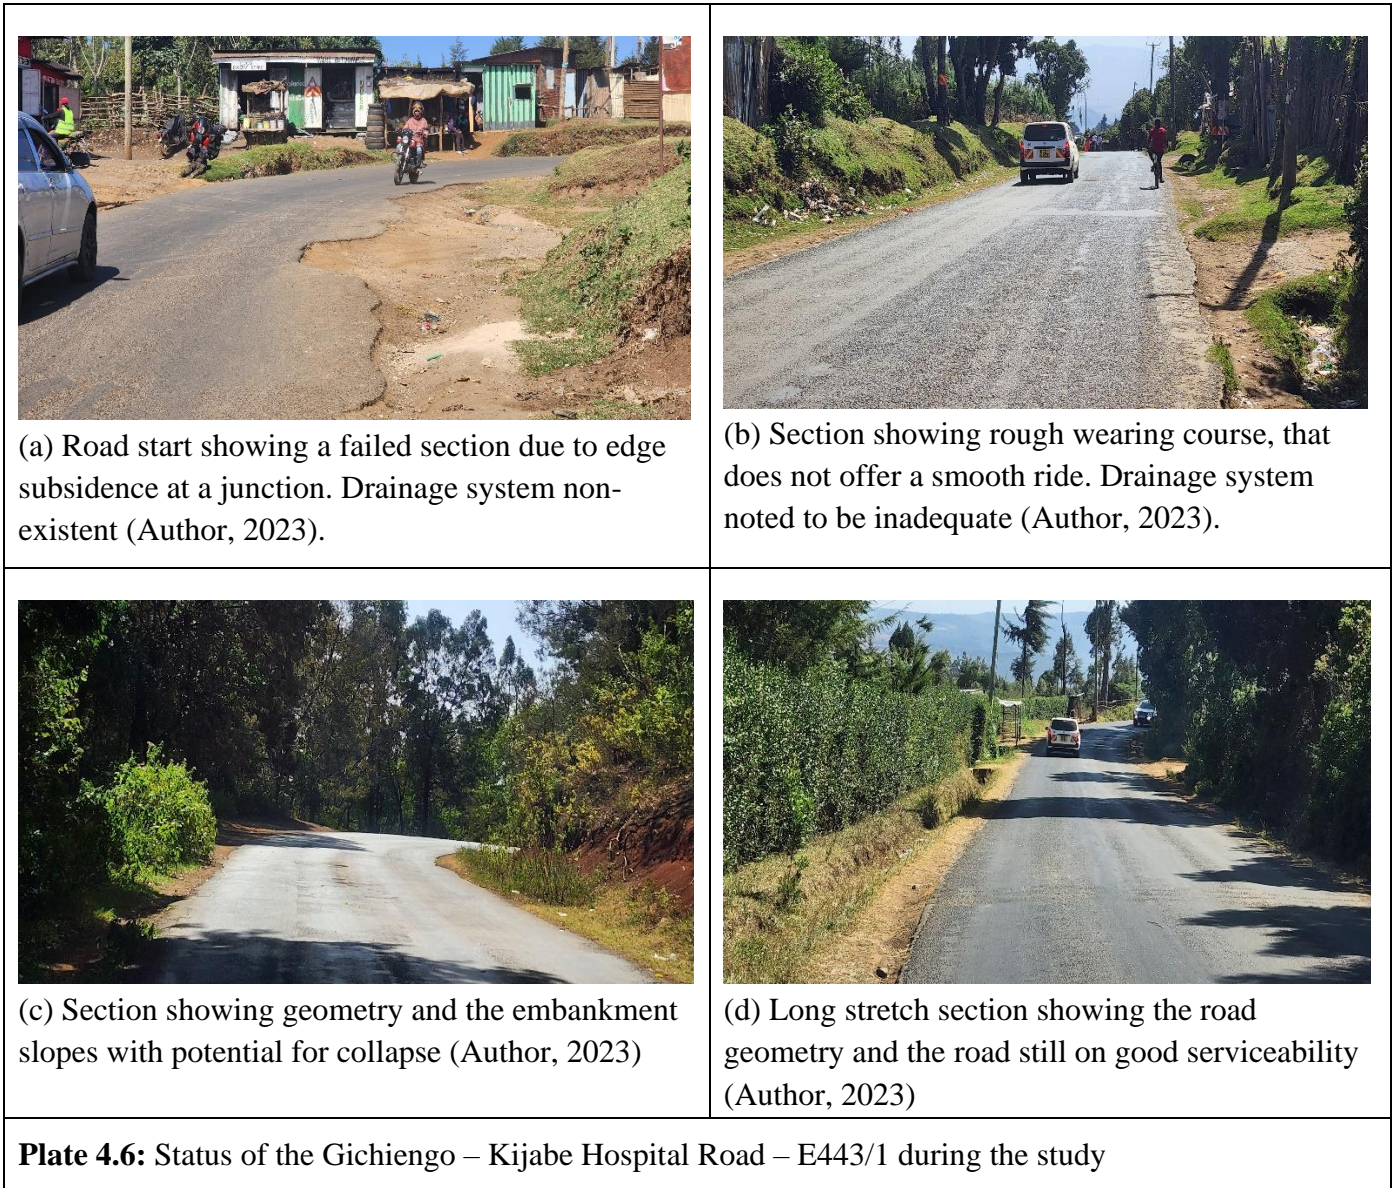 (a) Road start showing a failed section due to edge
subsidence at a junction. Drainage system non-
existent (Author, 2023).
(b) Section showing rough wearing course, that
does not offer a smooth ride. Drainage system
noted to be inadequate (Author, 2023).
(c) Section showing geometry and the embankment
slopes with potential for collapse (Author, 2023)
(d) Long stretch section showing the road
geometry and the road still on good serviceability
(Author, 2023)
Plate 4.6: Status of the Gichiengo – Kijabe Hospital Road – E443/1 during the study